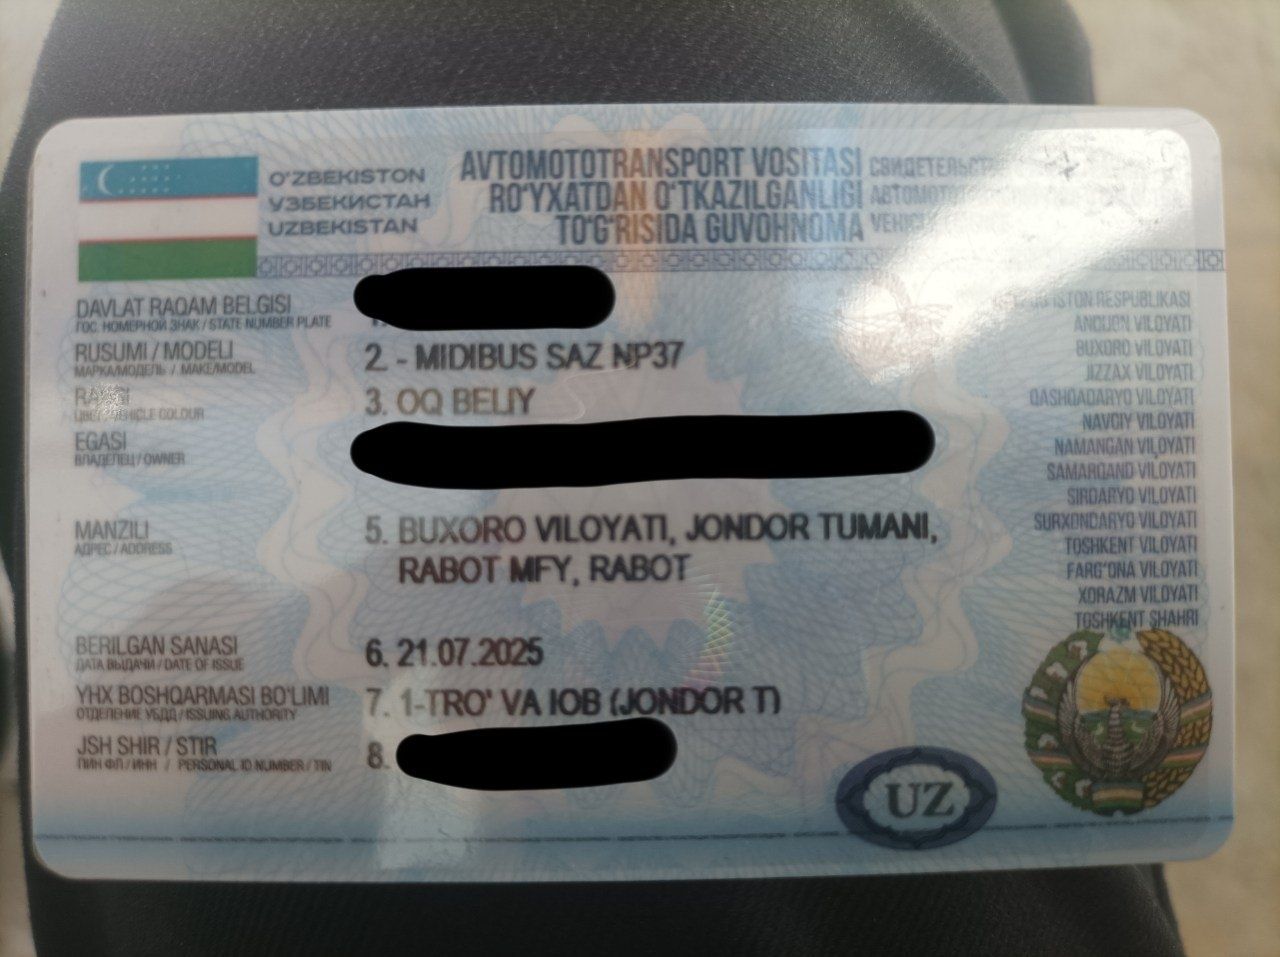 O'ZBEKISTON
ЎЗБЕКИСТАН
UZBEKISTAN
AVTOMOTOTRANSPORT VOSITASI
RO'YXATDAN O'TKAZILGANLIGI
TO'G'RISIDA GUVOHNOMA
DAVLAT RAQAM BELGISI
ГОС. НОМЕРНОЙ ЗНАК / STATE NUMBER PLATE
RUSUMI / MODELI
МАРКА/МОДЕЛЬ / MAKE/MODEL
2. - MIDIBUS SAZ NP37
3. OQ BELIY
EGASI
ВЛАДЕЛЕЦ / OWNER
MANZILI
АДРЕС / ADDRESS
5. BUXORO VILOYATI, JONDOR TUMANI,
RABOT MFY, RABOT
BERILGAN SANASI
ДАТА ВЫДАЧИ / DATE OF ISSUE
6. 21.07.2025
YHX BOSHQARMASI BO'LIMI
ОТДЕЛЕНИЕ УБДД / ISSUING AUTHORITY
7. 1-TRO' VA IOB (JONDOR T)
JSH SHIR / STIR
ПИН ФЛ / ИНН / PERSONAL ID NUMBER / TIN
8.
ANDIJON VILOYATI
BUXORO VILOYATI
JIZZAX VILOYATI
QASHQADARYO VILOYATI
NAVOIY VILOYATI
NAMANGAN VILOYATI
SAMARQAND VILOYATI
SIRDARYO VILOYATI
SURXONDARYO VILOYATI
TOSHKENT VILOYATI
FARG'ONA VILOYATI
XORAZM VILOYATI
TOSHKENT SHAHRI
UZ